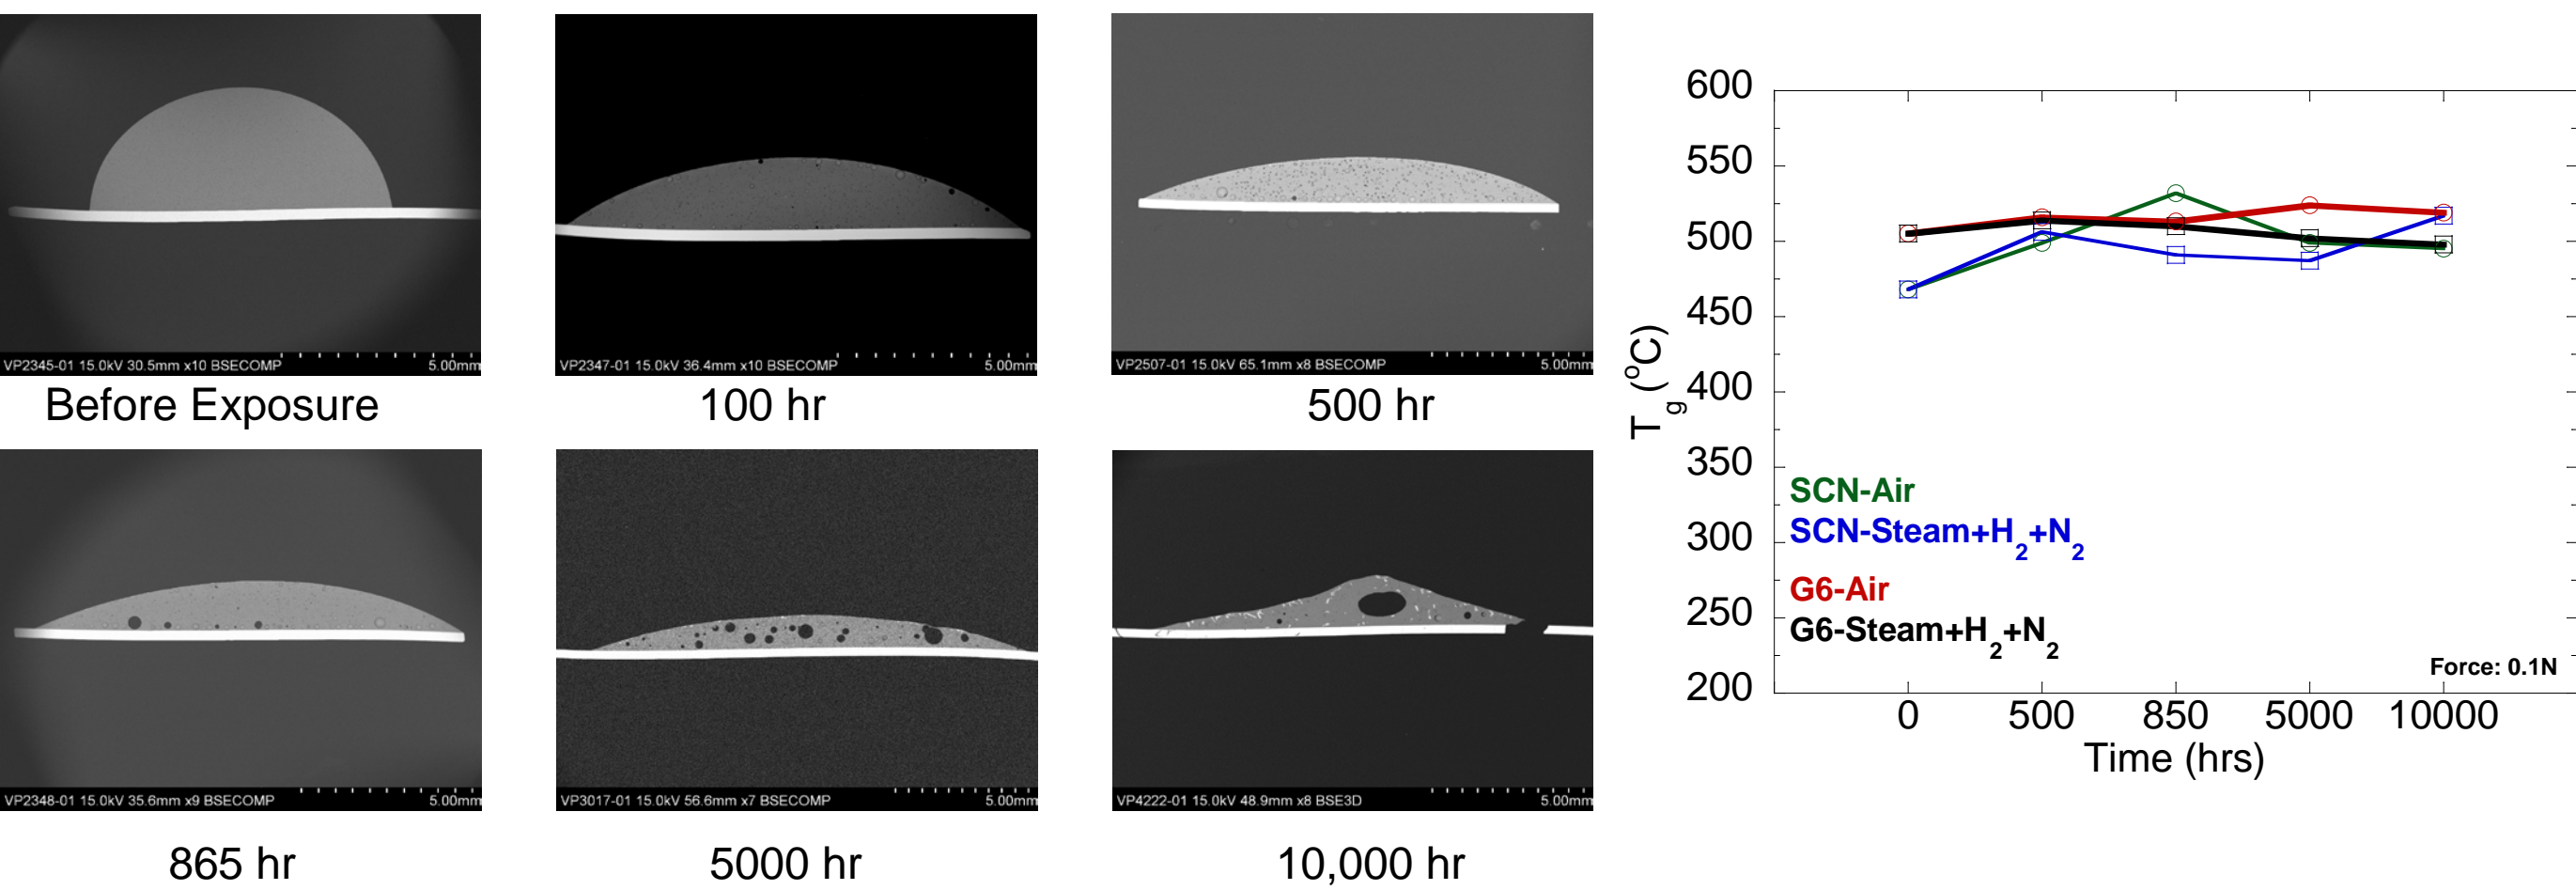 VP2345-01 15.0kV 30.5mm x10 BSECOMP 5.00mm
Before Exposure
VP2347-01 15.0kV 36.4mm x10 BSECOMP 5.00mm
100 hr
VP2507-01 15.0kV 65.1mm x8 BSECOMP 5.00mm
500 hr
VP2348-01 15.0kV 35.6mm x9 BSECOMP 5.00mm
865 hr
VP3017-01 15.0kV 56.6mm x7 BSECOMP 5.00mm
5000 hr
VP4222-01 15.0kV 48.9mm x8 BSE3D 5.00mm
10,000 hr
Tg (oC)
600
550
500
450
400
350
300
250
200
SCN-Air
SCN-Steam+H2+N2
G6-Air
G6-Steam+H2+N2
Force: 0.1N
0 500 850 5000 10000
Time (hrs)